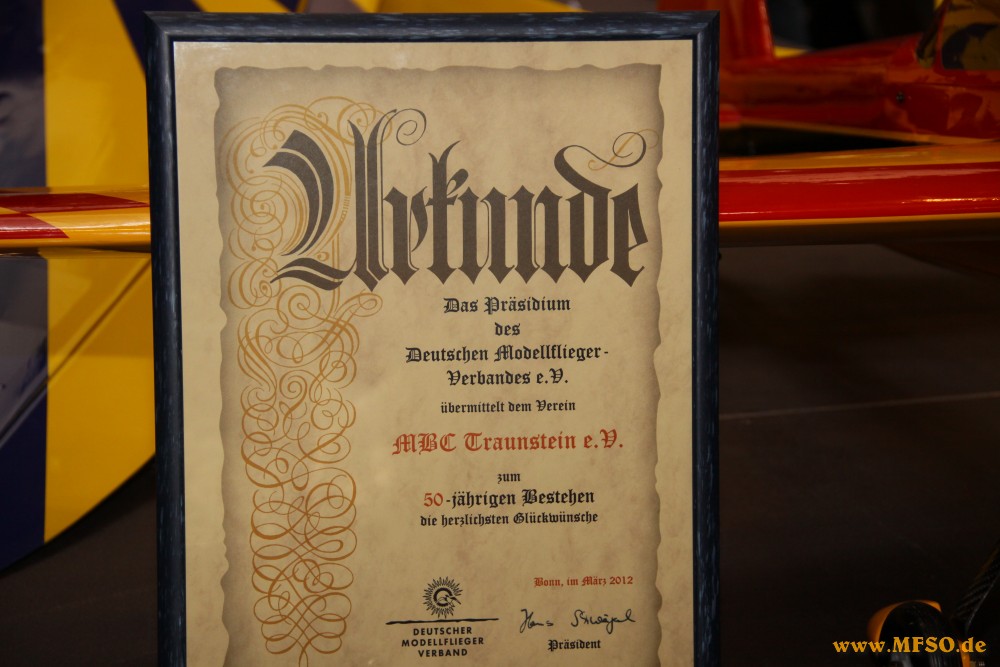 Urkunde
Das Präsidium
des
Deutschen Modellflieger-
Verbandes e.V.
übermittelt dem Verein
MBC Traunstein e.V.
zum
50-jährigen Bestehen
die herzlichsten Glückwünsche
Bonn, im März 2012
DEUTSCHER
MODELLFLIEGER
VERBAND
Hans
Präsident
www.MFSO.de